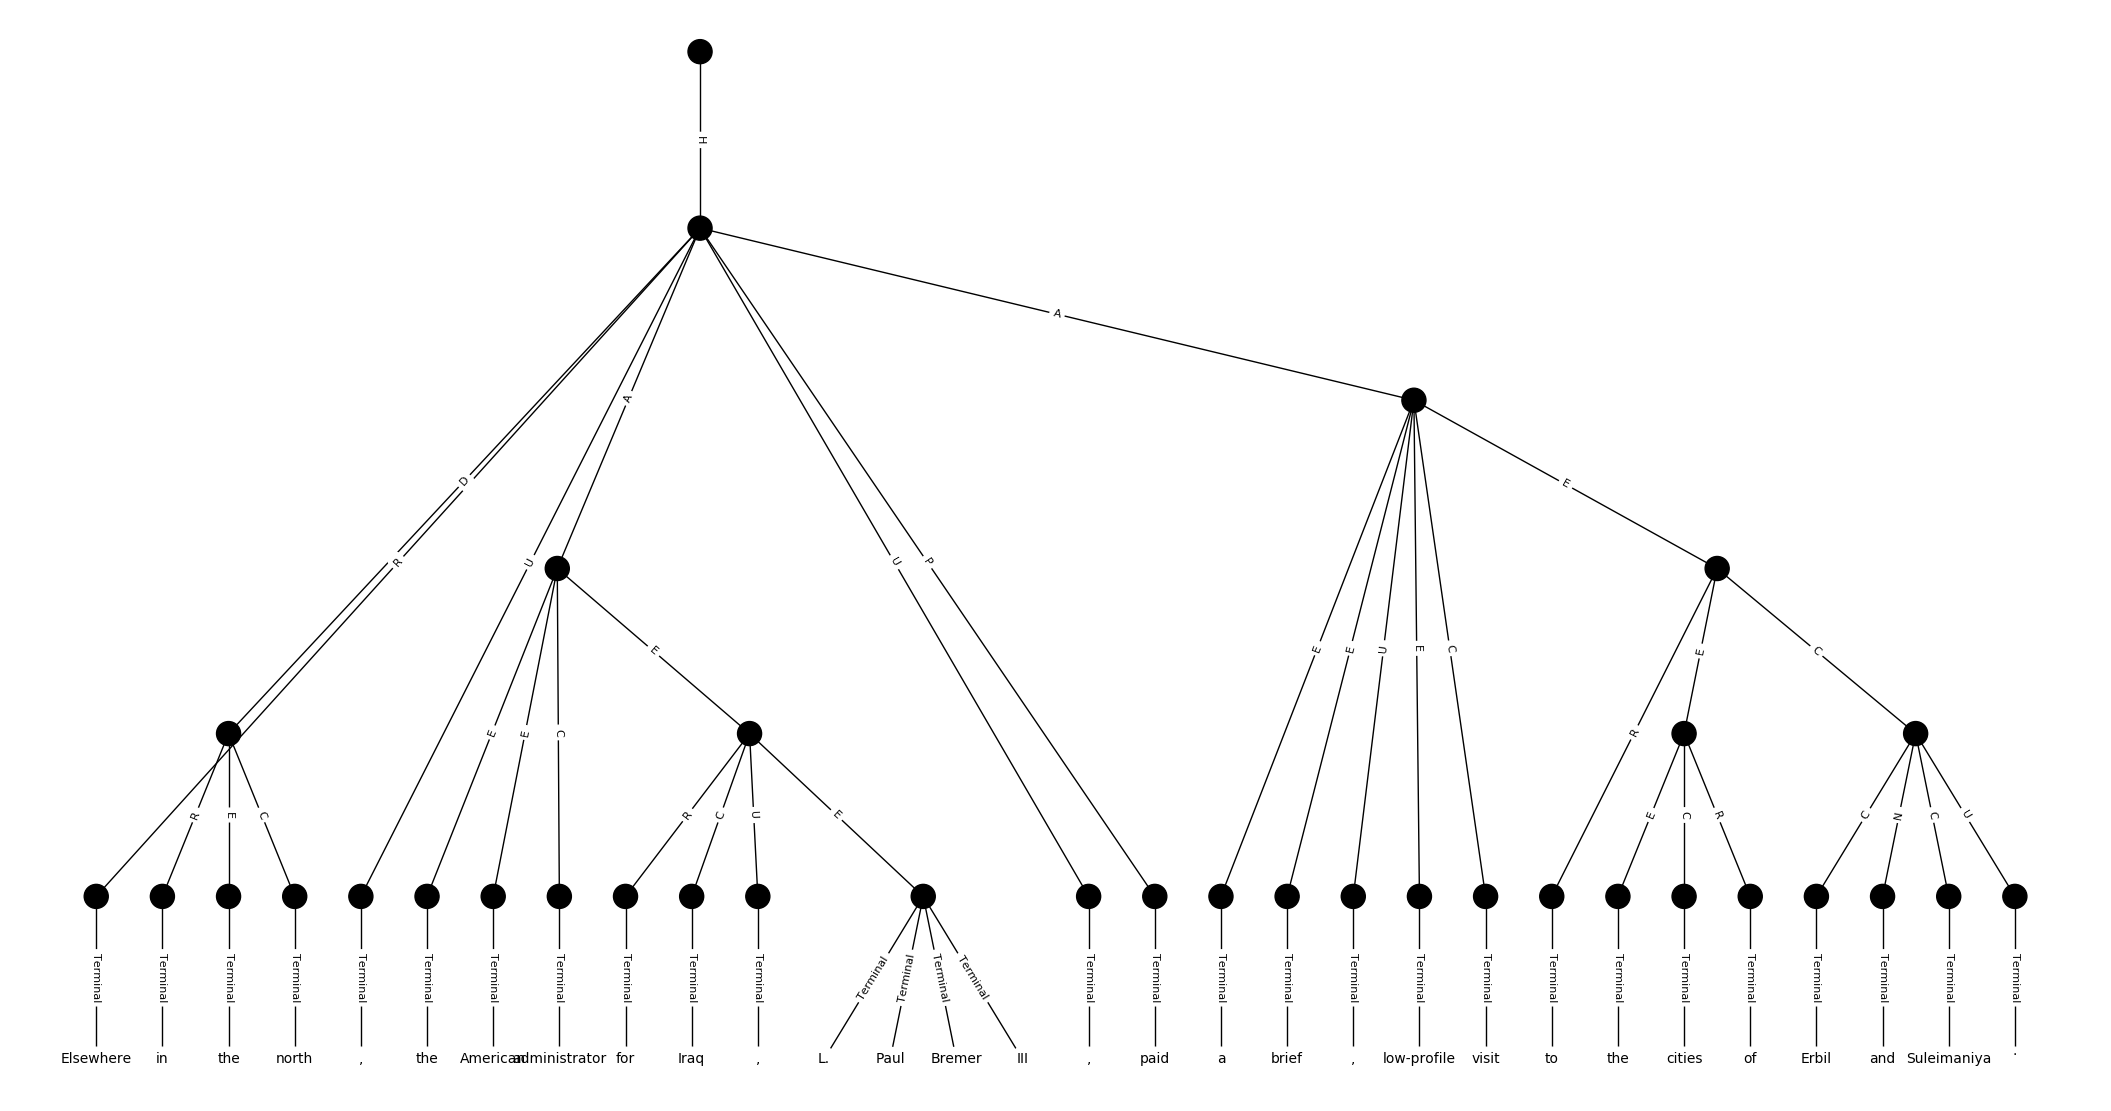 H
A
A
E
D
R
U
U
P
E
E
E
U
E
C
R
E
C
E
E
C
R
E
C
R
C
U
E
E
C
R
C
N
C
U
Terminal Terminal Terminal Terminal Terminal Terminal Terminal Terminal Terminal Terminal Terminal Terminal Terminal Terminal Terminal Terminal Terminal Terminal Terminal Terminal Terminal Terminal Terminal Terminal Terminal Terminal Terminal Terminal Terminal Terminal
Elsewhere in the north , the American administrator for Iraq , L. Paul Bremer III , paid a brief , low-profile visit to the cities of Erbil and Suleimaniya .